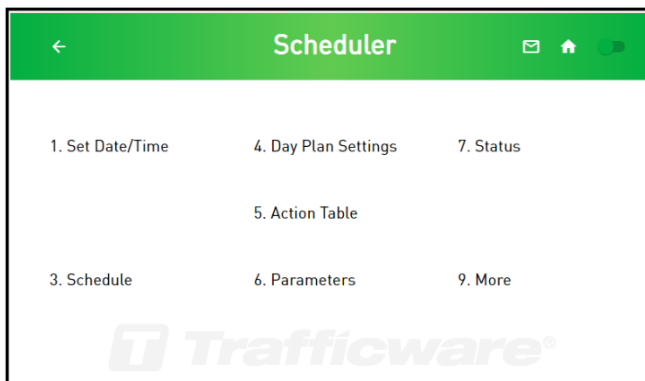 Scheduler
1. Set Date/Time
4. Day Plan Settings
7. Status
5. Action Table
3. Schedule
6. Parameters
9. More
T Trafficware®